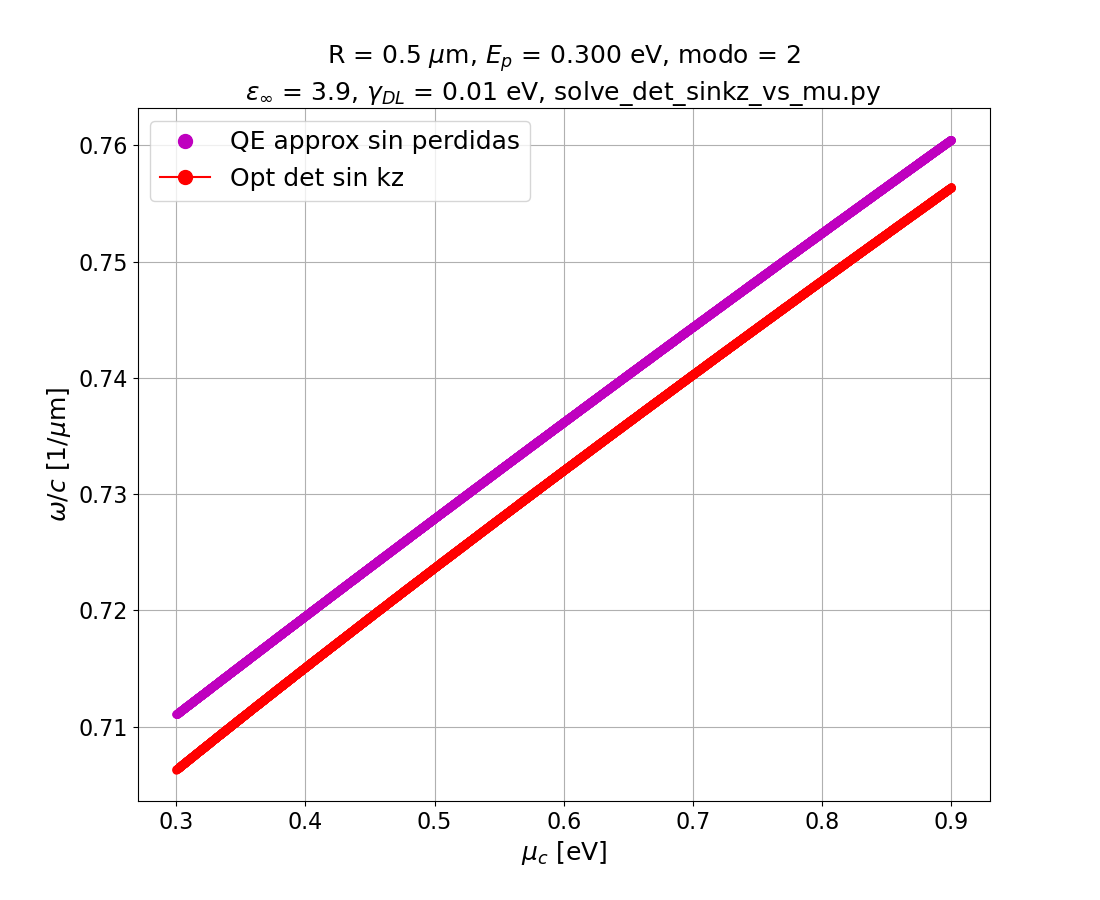 R = 0.5 μm, E_p = 0.300 eV, modo = 2
ε_∞ = 3.9, γ_DL = 0.01 eV, solve_det_sinkz_vs_mu.py
QE approx sin perdidas
Opt det sin kz
0.76
0.75
0.74
0.73
0.72
0.71
ω/c [1/μm]
0.3 0.4 0.5 0.6 0.7 0.8 0.9
μ_c [eV]